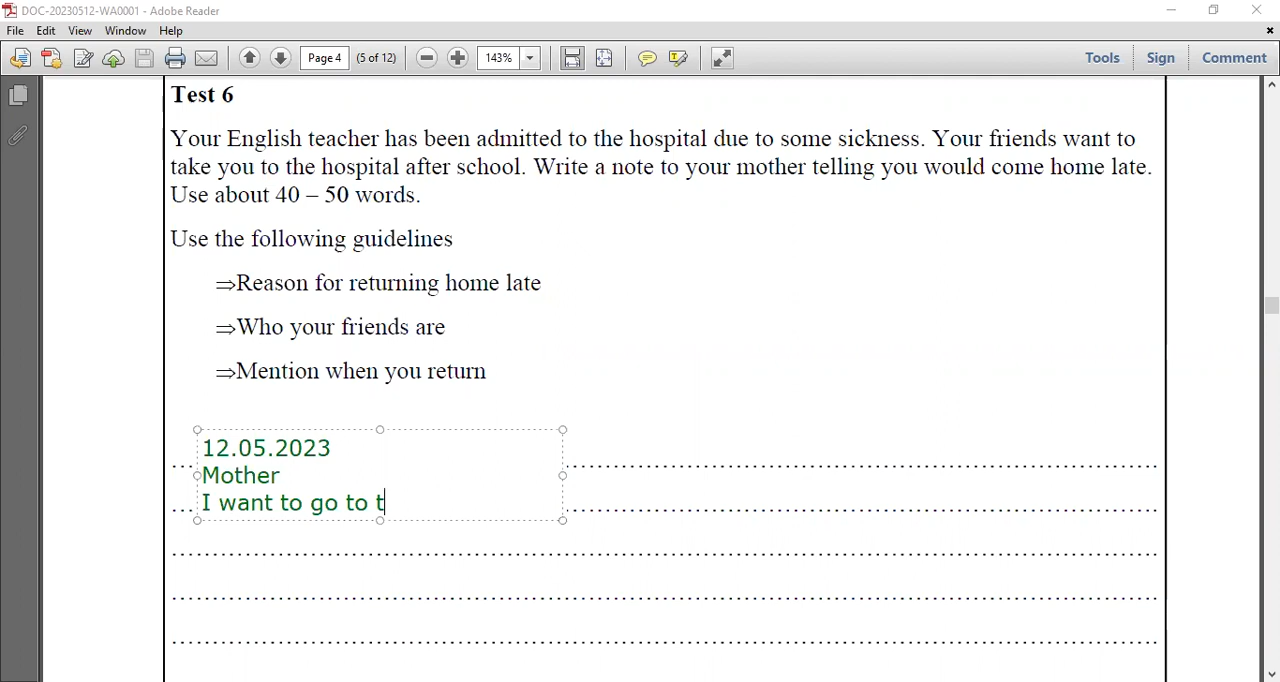 DOC-20230512-WA0001 - Adobe Reader
File Edit View Window Help
Page 4 (5 of 12) 143% Tools Sign Comment
Test 6
Your English teacher has been admitted to the hospital due to some sickness. Your friends want to
take you to the hospital after school. Write a note to your mother telling you would come home late.
Use about 40 – 50 words.
Use the following guidelines
⇒Reason for returning home late
⇒Who your friends are
⇒Mention when you return
12.05.2023
Mother
I want to go to t